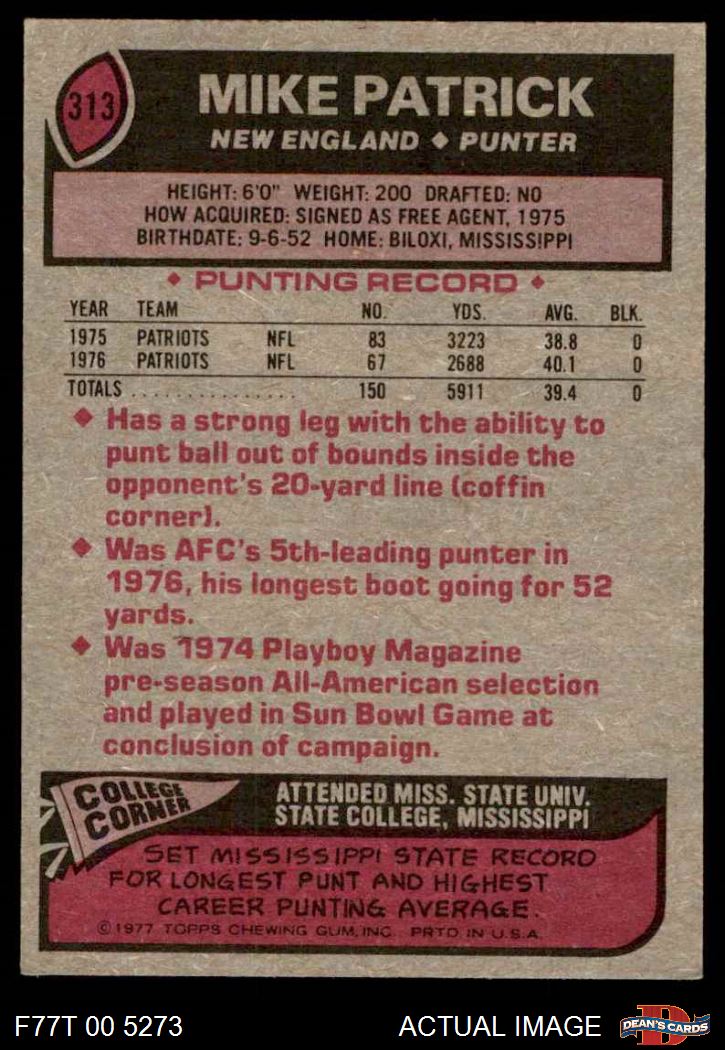 313
MIKE PATRICK
NEW ENGLAND ◆ PUNTER
HEIGHT: 6'0" WEIGHT: 200 DRAFTED: NO
HOW ACQUIRED: SIGNED AS FREE AGENT, 1975
BIRTHDATE: 9-6-52 HOME: BILOXI, MISSISSIPPI
◆ PUNTING RECORD ◆
YEAR TEAM NO. YDS. AVG. BLK.
1975 PATRIOTS NFL 83 3223 38.8 0
1976 PATRIOTS NFL 67 2688 40.1 0
TOTALS ............... 150 5911 39.4 0
◆ Has a strong leg with the ability to
punt ball out of bounds inside the
opponent's 20-yard line (coffin
corner).
◆ Was AFC's 5th-leading punter in
1976, his longest boot going for 52
yards.
◆ Was 1974 Playboy Magazine
pre-season All-American selection
and played in Sun Bowl Game at
conclusion of campaign.
COLLEGE
CORNER
ATTENDED MISS. STATE UNIV.
STATE COLLEGE, MISSISSIPPI
SET MISSISSIPPI STATE RECORD
FOR LONGEST PUNT AND HIGHEST
CAREER PUNTING AVERAGE.
© 1977 TOPPS CHEWING GUM, INC. PRTD. IN U.S.A.
F77T 00 5273
ACTUAL IMAGE
D
DEAN'S CARDS